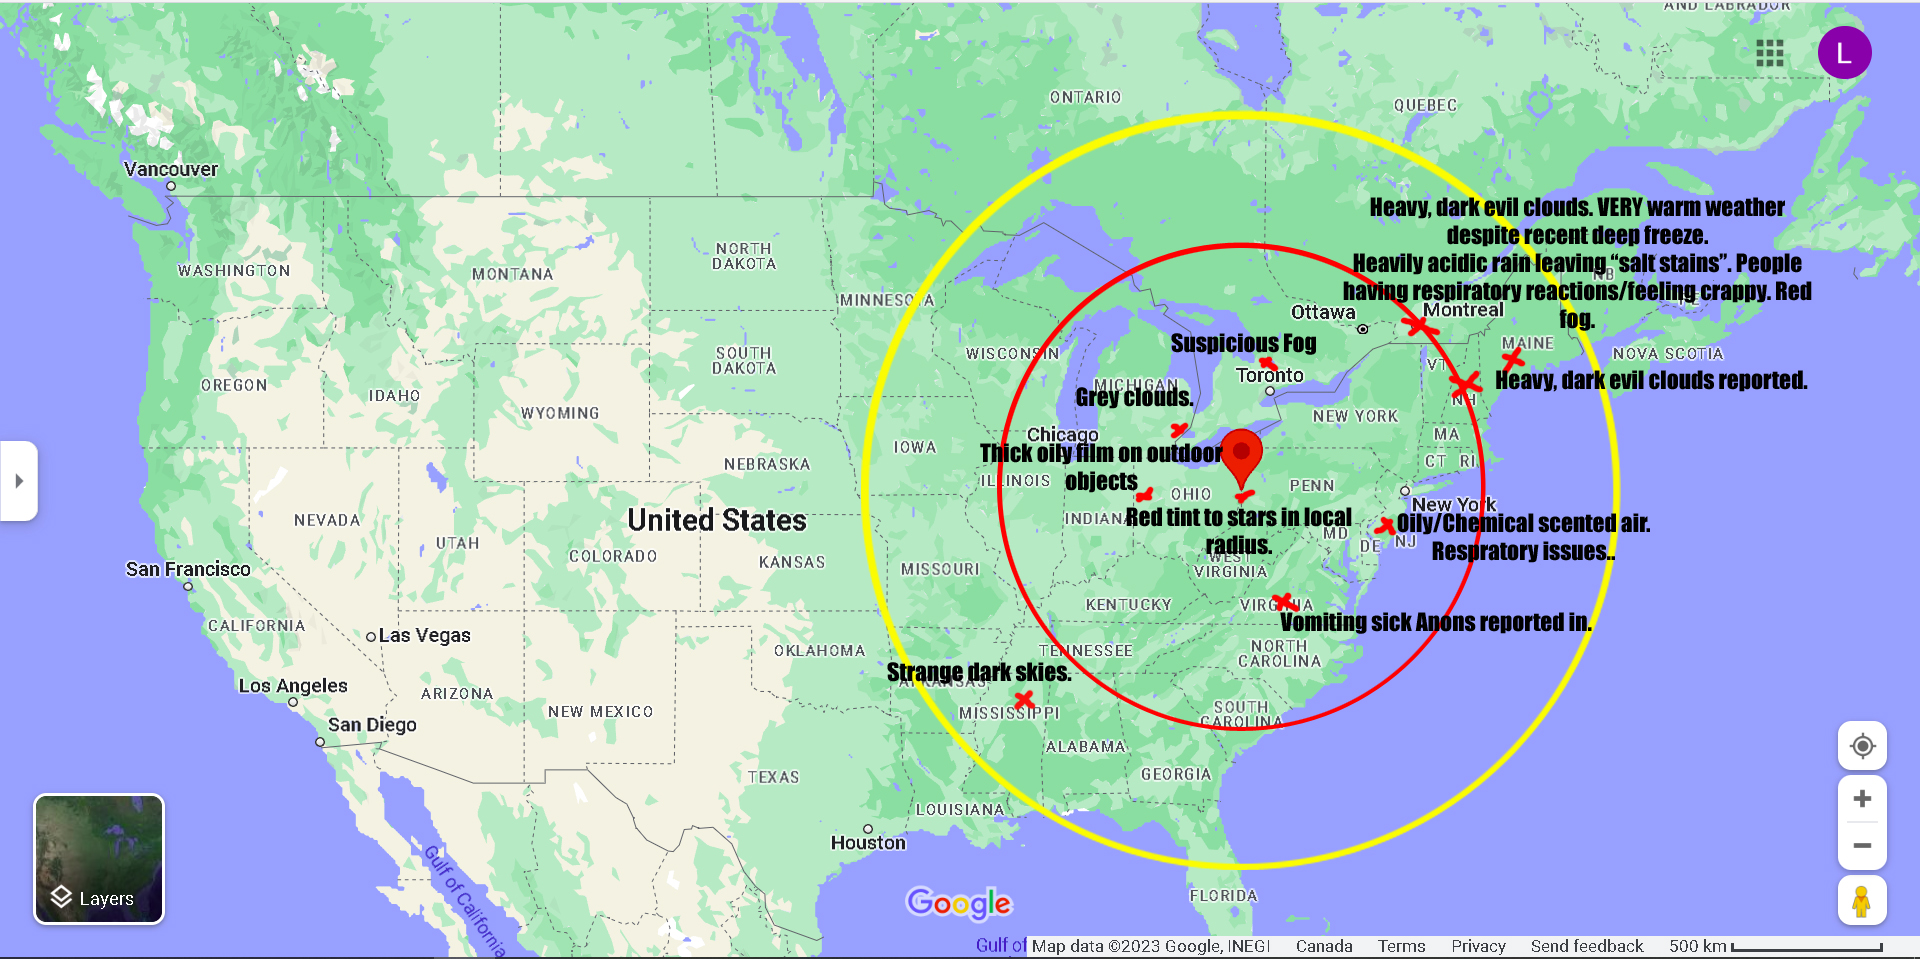 AND LABRADOR
L
ONTARIO
QUEBEC
Vancouver
Heavy, dark evil clouds. VERY warm weather
despite recent deep freeze.
Heavily acidic rain leaving “salt stains”. People
having respiratory reactions/feeling crappy. Red
fog.
NB
PE
WASHINGTON
MONTANA
NORTH
DAKOTA
MINNESOTA
Ottawa
Montreal
Suspicious Fog
MAINE
NOVA SCOTIA
WISCONSIN
SOUTH
DAKOTA
VT
Toronto
Heavy, dark evil clouds reported.
OREGON
IDAHO
MICHIGAN
Grey clouds.
NH
WYOMING
NEW YORK
Chicago
MA
IOWA
Thick oily film on outdoor
objects
CT RI
NEBRASKA
ILLINOIS
OHIO
PENN
New York
NEVADA
United States
INDIANA
Red tint to stars in local
radius.
Oily/Chemical scented air.
Respratory issues..
MD
DE
NJ
UTAH
COLORADO
KANSAS
WEST
VIRGINIA
San Francisco
MISSOURI
KENTUCKY
VIRGINIA
CALIFORNIA
Vomiting sick Anons reported in.
Las Vegas
OKLAHOMA
TENNESSEE
NORTH
CAROLINA
Strange dark skies.
ARKANSAS
Los Angeles
ARIZONA
NEW MEXICO
MISSISSIPPI
SOUTH
CAROLINA
San Diego
ALABAMA
TEXAS
GEORGIA
LOUISIANA
Houston
Gulf of California
Layers
Google
FLORIDA
Gulf of
Map data ©2023 Google, INEGI
Canada
Terms
Privacy
Send feedback
500 km